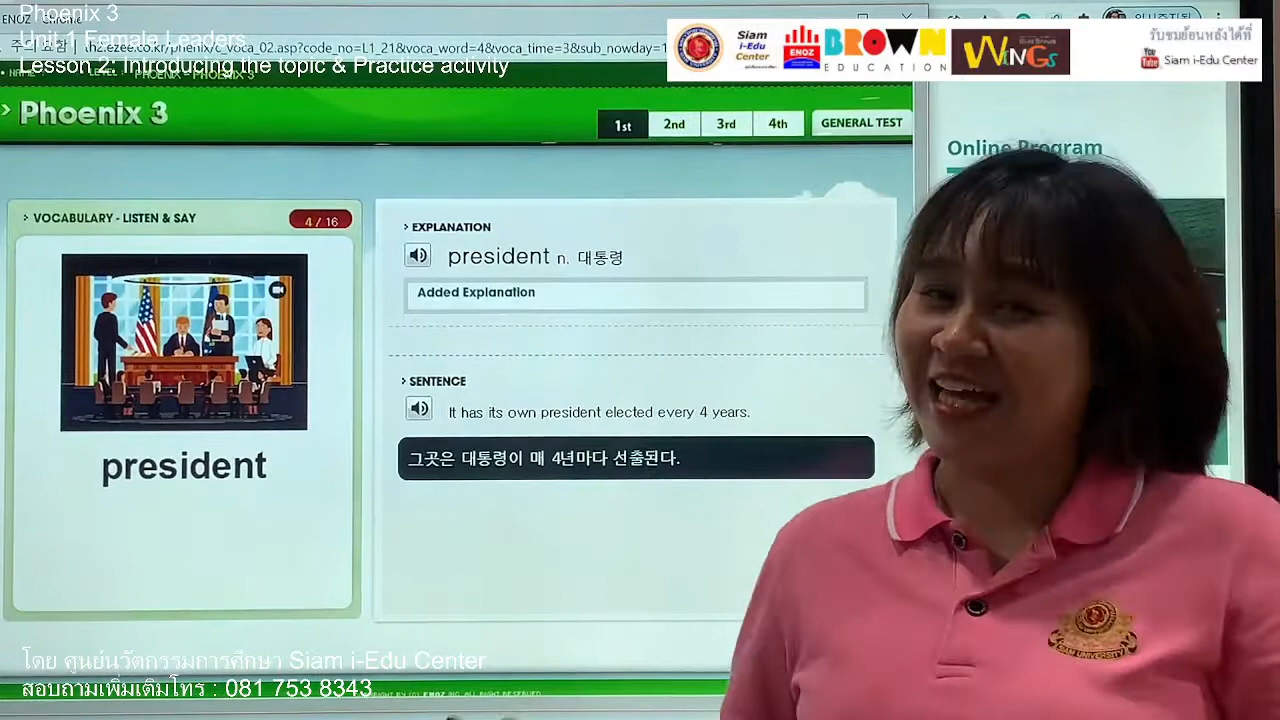 Phoenix 3
Unit 1 Female Leaders
Lesson 1 Introducing the topic & Practice activity
Siam
i-Edu
Center
ENOZ
BROWN
EDUCATION
WINGS
รับชมย้อนหลังได้ที่
You Tube Siam i-Edu Center
Phoenix 3
1st 2nd 3rd 4th GENERAL TEST
Online Program
VOCABULARY - LISTEN & SAY 4 / 16
president
EXPLANATION
president n. 대통령
Added Explanation
SENTENCE
It has its own president elected every 4 years.
그곳은 대통령이 매 4년마다 선출된다.
SIAM UNIVERSITY
โดย ศูนย์นวัตกรรมการศึกษา Siam i-Edu Center
สอบถามเพิ่มเติมโทร : 081 753 8343